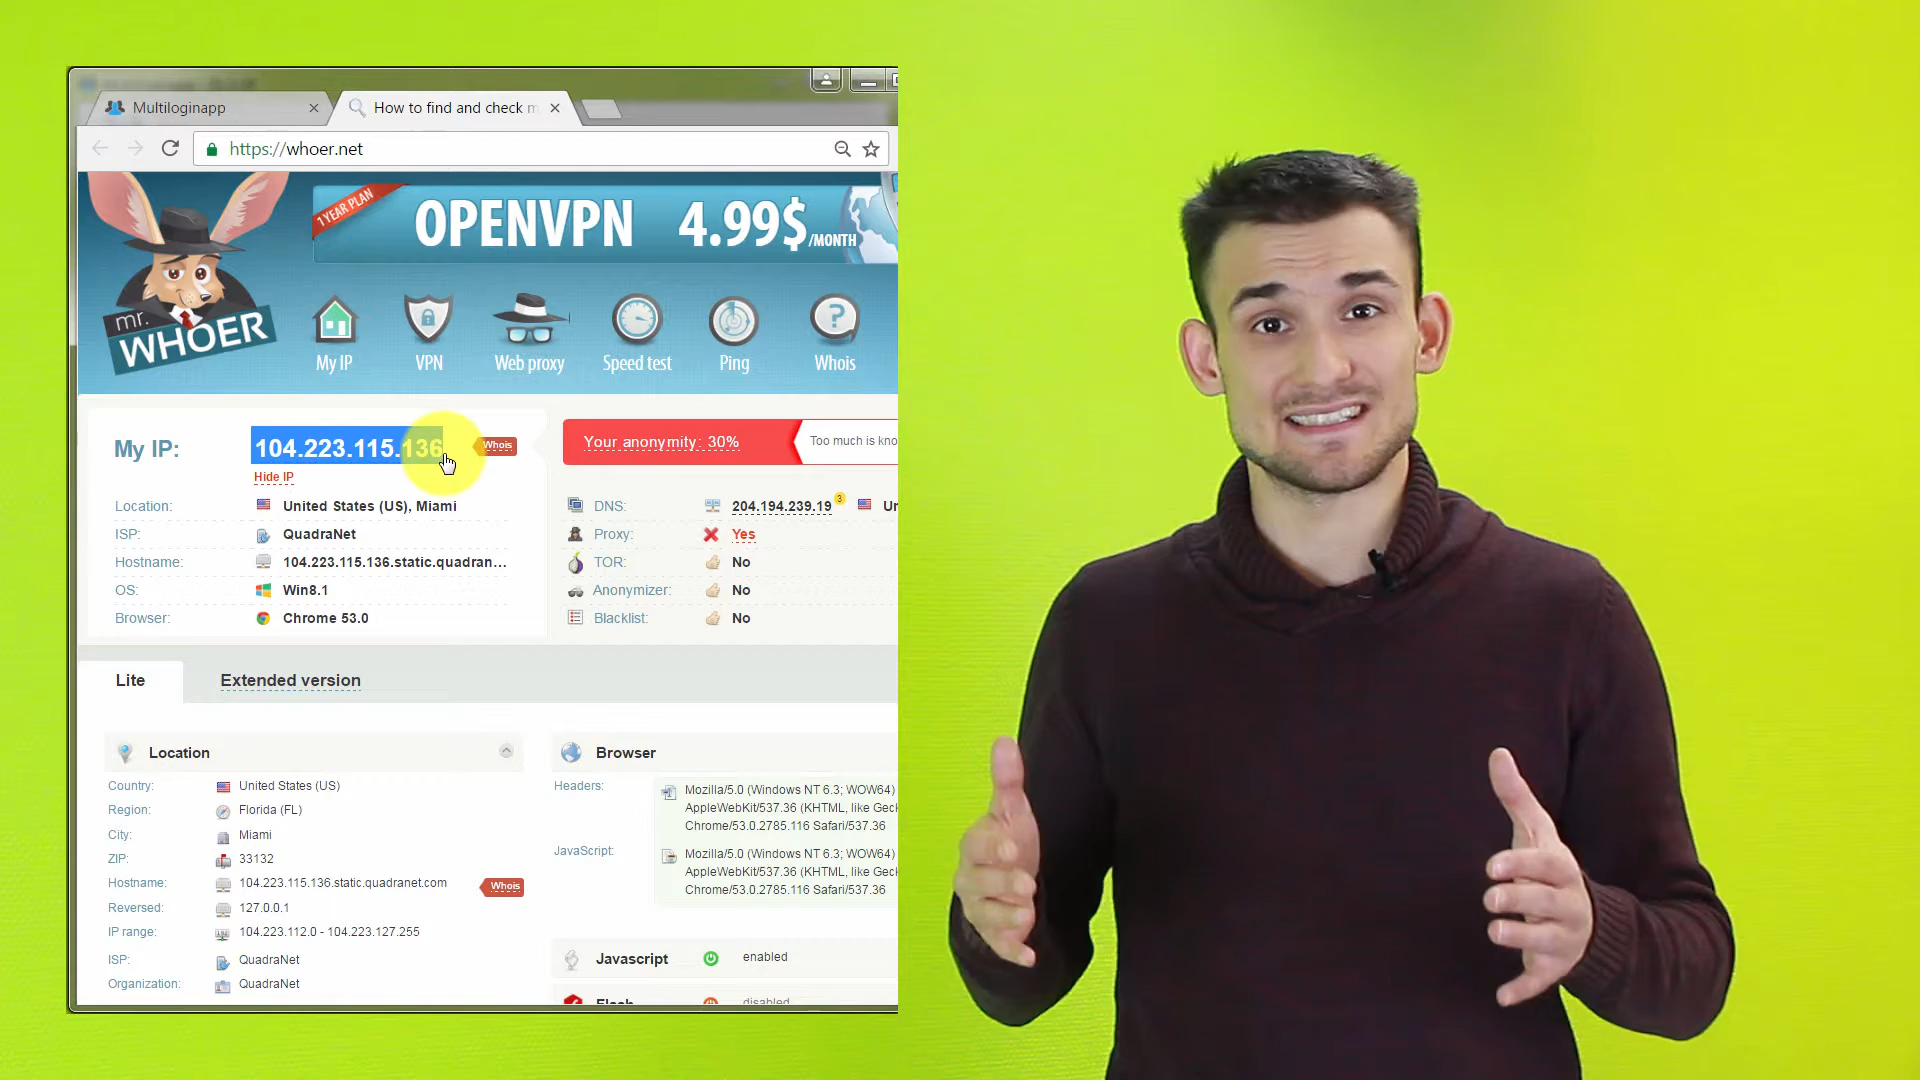 Multiloginapp
How to find and check m
https://whoer.net
1 YEAR PLAN
OPENVPN 4.99$/MONTH
mr.
WHOER
My IP
VPN
Web proxy
Speed test
Ping
Whois
My IP:
104.223.115.136
Whois
Hide IP
Location: United States (US), Miami
ISP: QuadraNet
Hostname: 104.223.115.136.static.quadran...
OS: Win8.1
Browser: Chrome 53.0
Your anonymity: 30%
Too much is kno
DNS: 204.194.239.19 3 Un
Proxy: Yes
TOR: No
Anonymizer: No
Blacklist: No
Lite
Extended version
Location
Country: United States (US)
Region: Florida (FL)
City: Miami
ZIP: 33132
Hostname: 104.223.115.136.static.quadranet.com Whois
Reversed: 127.0.0.1
IP range: 104.223.112.0 - 104.223.127.255
ISP: QuadraNet
Organization: QuadraNet
Browser
Headers: Mozilla/5.0 (Windows NT 6.3; WOW64)
AppleWebKit/537.36 (KHTML, like Geck
Chrome/53.0.2785.116 Safari/537.36
JavaScript: Mozilla/5.0 (Windows NT 6.3; WOW64)
AppleWebKit/537.36 (KHTML, like Geck
Chrome/53.0.2785.116 Safari/537.36
Javascript enabled
Flash disabled